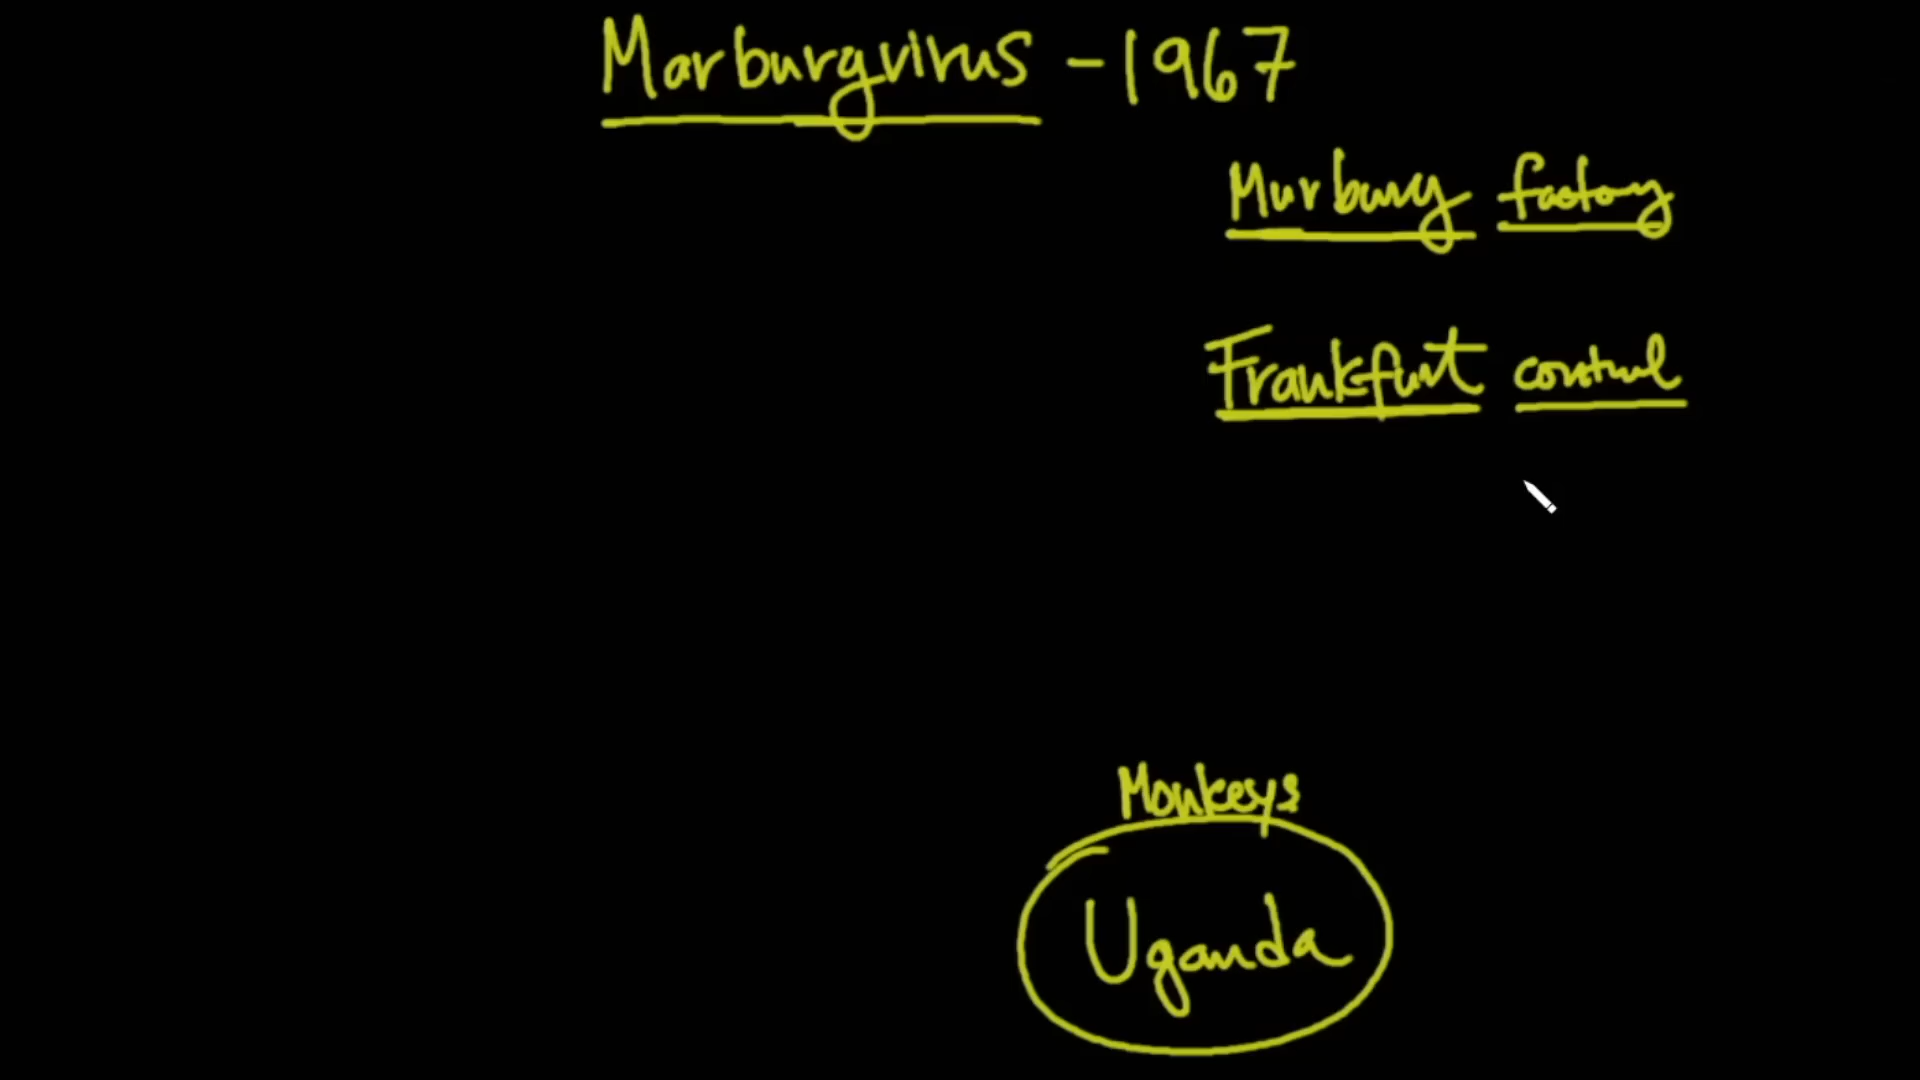 Marburgvirus - 1967
Marburg factory
Frankfurt control
Monkeys
Uganda